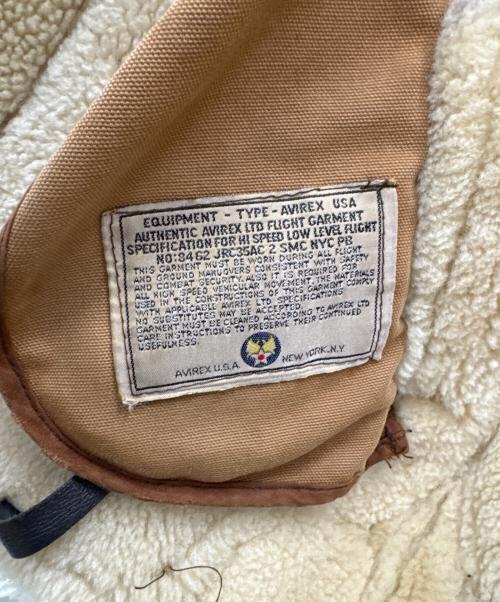 EQUIPMENT - TYPE - AVIREX USA
AUTHENTIC AVIREX LTD FLIGHT GARMENT
SPECIFICATION FOR HI SPEED LOW LEVEL FLIGHT
NO: 34G2 JRC35AC 2 SMC NYC PB
THIS GARMENT MUST BE WORN DURING ALL FLIGHT
AND GROUND MANUOVERS CONSISTENT WITH SAFETY
AND COMBAT SECURITY. ALSO IT IS REQUIRED FOR
ALL HIGH SPEED VEHICULAR MOVEMENT. THE MATERIALS
USED IN THE CONSTRUCTIONS OF THIS GARMENT COMPLY
WITH APPLICABLE AVIREX LTD SPECIFICATIONS
NO SUBSTITUTES MAY BE ACCEPTED.
GARMENT MUST BE CLEANED ACCORDING TO AVIREX LTD
CARE INSTRUCTIONS TO PRESERVE THEIR CONTINUED
USEFULNESS.
AVIREX U.S.A. NEW YORK. N.Y